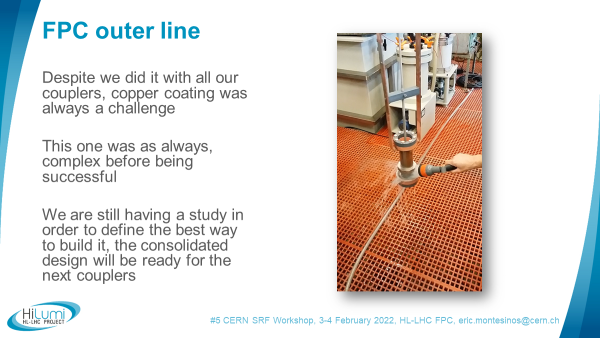 FPC outer line
Despite we did it with all our
couplers, copper coating was
always a challenge
This one was as always,
complex before being
successful
We are still having a study in
order to define the best way
to build it, the consolidated
design will be ready for the
next couplers
HiLumi
HL-LHC PROJECT
#5 CERN SRF Workshop, 3-4 February 2022, HL-LHC FPC, eric.montesinos@cern.ch